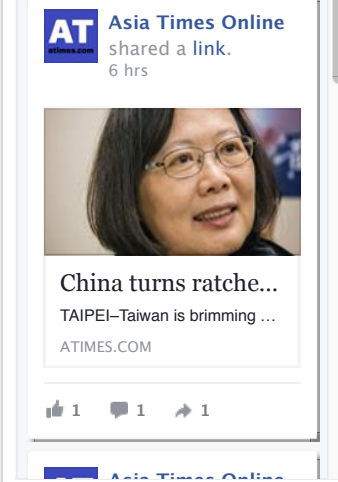 AT
atimes.com
Asia Times Online
shared a link.
6 hrs
China turns ratche...
TAIPEI–Taiwan is brimming ...
ATIMES.COM
1 1 1
AT
Asia Times Online